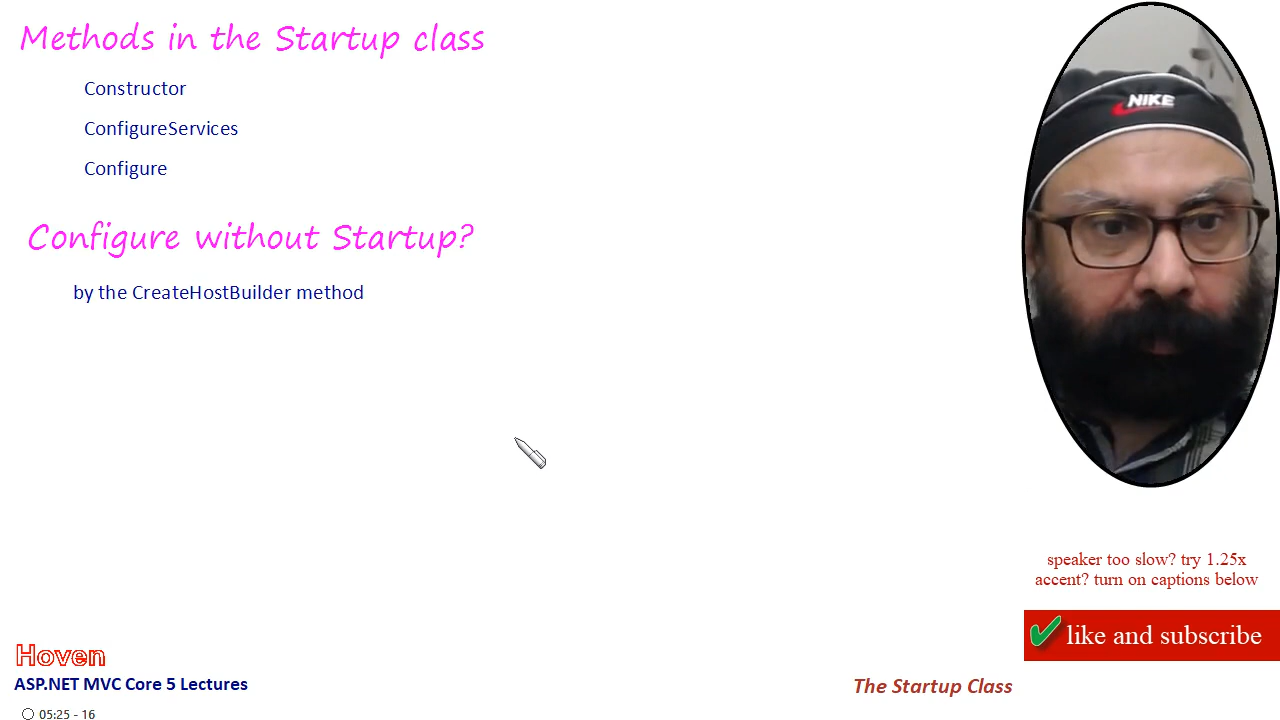 Methods in the Startup class
Constructor
ConfigureServices
Configure
Configure without Startup?
by the CreateHostBuilder method
NIKE
speaker too slow? try 1.25x
accent? turn on captions below
like and subscribe
Hoven
ASP.NET MVC Core 5 Lectures
The Startup Class
05:25 - 16